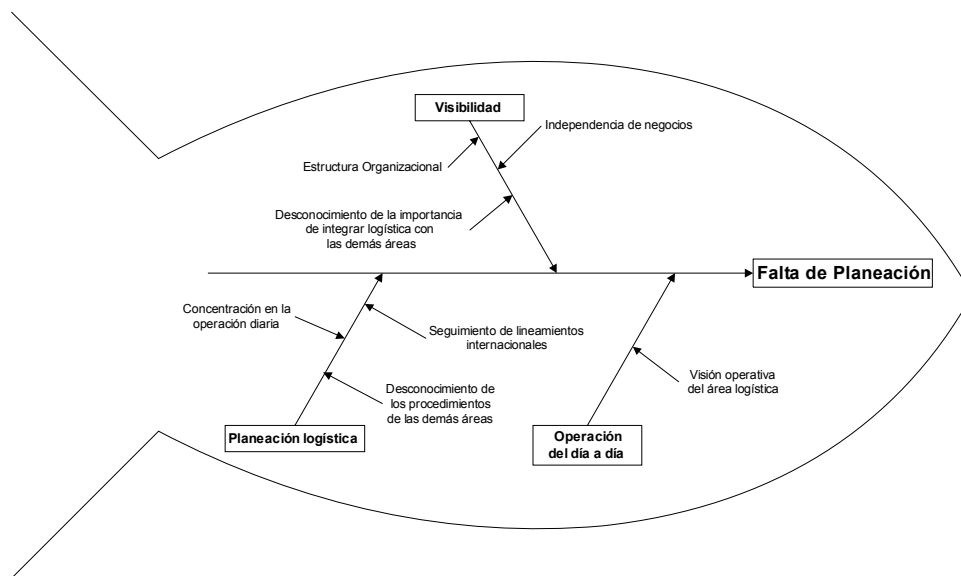 Visibilidad
Independencia de negocios
Estructura Organizacional
Desconocimiento de la importancia
de integrar logística con
las demás áreas
Falta de Planeación
Concentración en la
operación diaria
Seguimiento de lineamientos
internacionales
Visión operativa
del área logística
Desconocimiento de
los procedimientos
de las demás áreas
Planeación logística
Operación
del día a día